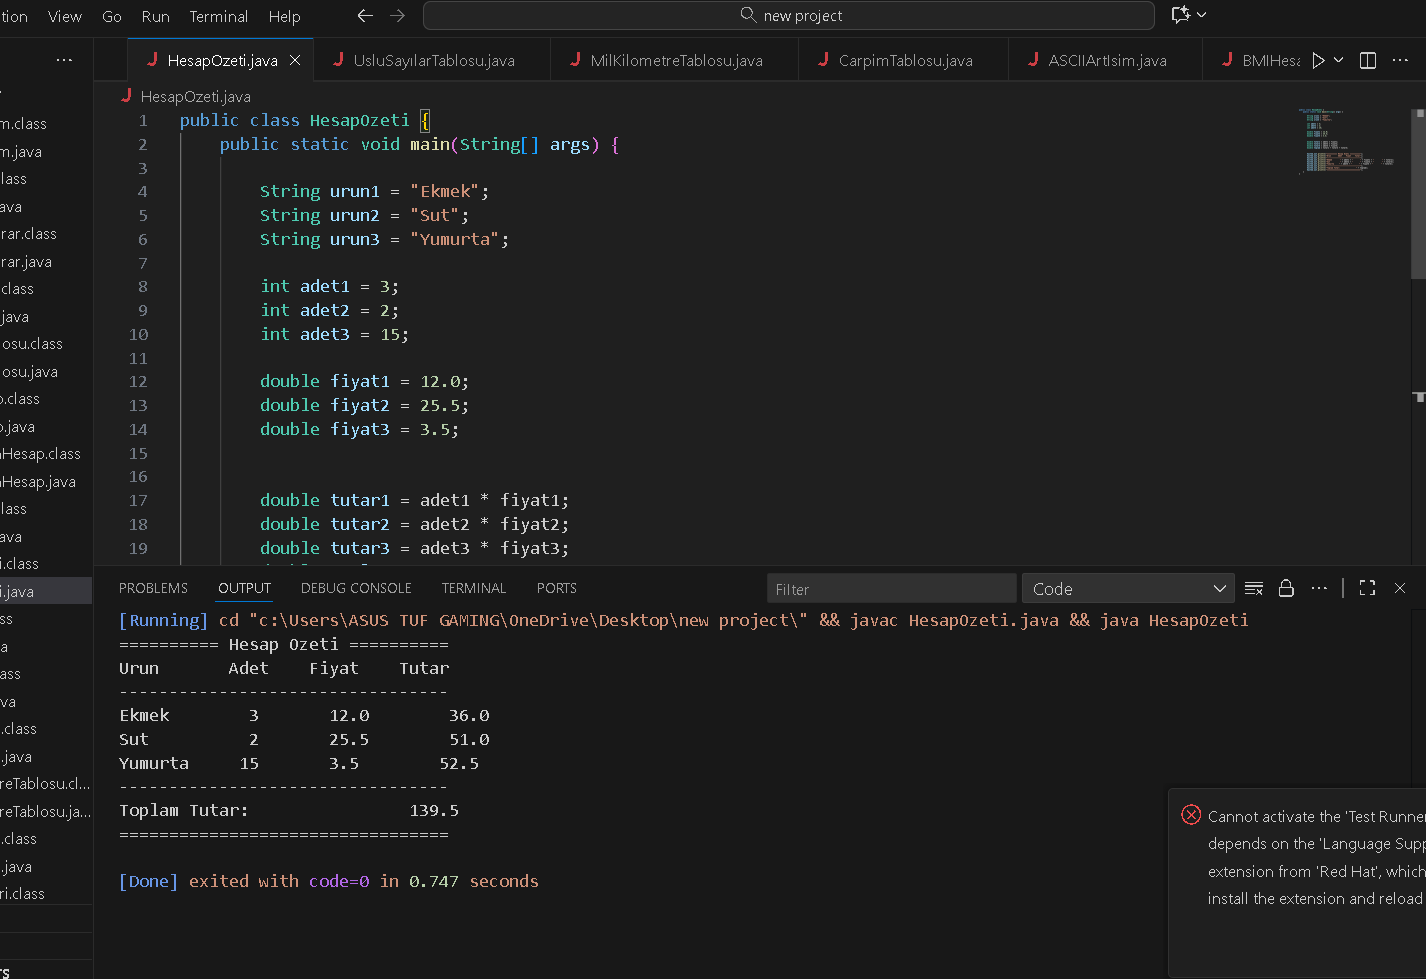 tion View Go Run Terminal Help new project
HesapOzeti.java UsluSayılarTablosu.java MilKilometreTablosu.java CarpimTablosu.java ASCIIArtIsim.java BMIHesa
HesapOzeti.java
m.class
m.java
lass
ava
rar.class
rar.java
class
java
osu.class
osu.java
o.class
o.java
nHesap.class
nHesap.java
lass
ava
i.class
i.java
ss
a
ass
va
.class
.java
reTablosu.cl...
reTablosu.ja...
.class
.java
ri.class
rs
1 public class HesapOzeti {
2 public static void main(String[] args) {
3
4 String urun1 = "Ekmek";
5 String urun2 = "Sut";
6 String urun3 = "Yumurta";
7
8 int adet1 = 3;
9 int adet2 = 2;
10 int adet3 = 15;
11
12 double fiyat1 = 12.0;
13 double fiyat2 = 25.5;
14 double fiyat3 = 3.5;
15
16
17 double tutar1 = adet1 * fiyat1;
18 double tutar2 = adet2 * fiyat2;
19 double tutar3 = adet3 * fiyat3;
PROBLEMS OUTPUT DEBUG CONSOLE TERMINAL PORTS Filter Code
[Running] cd "c:\Users\ASUS TUF GAMING\OneDrive\Desktop\new project\" && javac HesapOzeti.java && java HesapOzeti
========== Hesap Ozeti ==========
Urun Adet Fiyat Tutar
---------------------------------
Ekmek 3 12.0 36.0
Sut 2 25.5 51.0
Yumurta 15 3.5 52.5
---------------------------------
Toplam Tutar: 139.5
=================================
[Done] exited with code=0 in 0.747 seconds
Cannot activate the 'Test Runner
depends on the 'Language Supp
extension from 'Red Hat', which
install the extension and reload